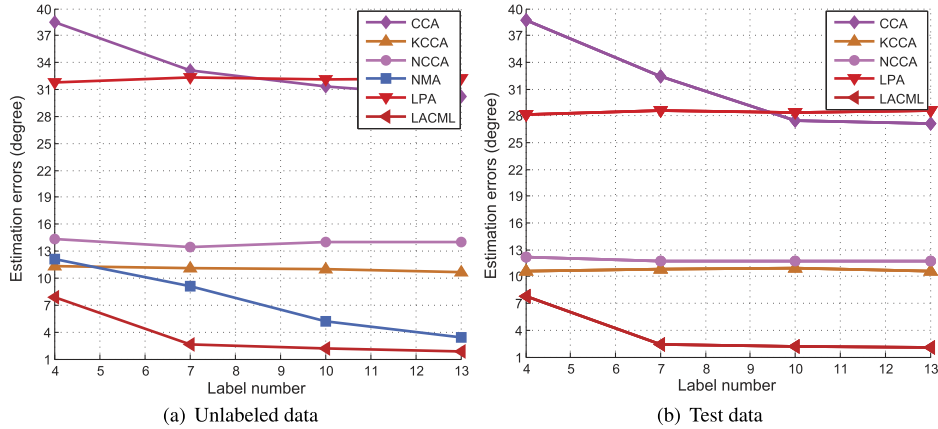 40
37
34
31
28
25
22
19
16
13
10
7
4
1
Estimation errors (degree)
4 5 6 7 8 9 10 11 12 13
Label number
CCA
KCCA
NCCA
NMA
LPA
LACML
(a) Unlabeled data
40
37
34
31
28
25
22
19
16
13
10
7
4
1
Estimation errors (degree)
4 5 6 7 8 9 10 11 12 13
Label number
CCA
KCCA
NCCA
LPA
LACML
(b) Test data